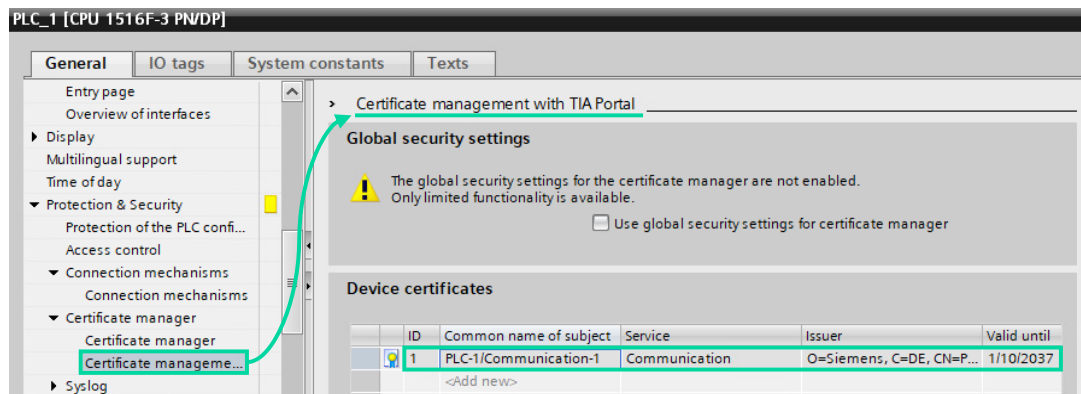 PLC_1 [CPU 1516F-3 PN/DP]
General IO tags System constants Texts
Entry page
Overview of interfaces
Display
Multilingual support
Time of day
Protection & Security
Protection of the PLC confi...
Access control
Connection mechanisms
Connection mechanisms
Certificate manager
Certificate manager
Certificate manageme...
Syslog
Certificate management with TIA Portal
Global security settings
The global security settings for the certificate manager are not enabled.
Only limited functionality is available.
Use global security settings for certificate manager
Device certificates
ID Common name of subject Service Issuer Valid until
1 PLC-1/Communication-1 Communication O=Siemens, C=DE, CN=P... 1/10/2037
<Add new>